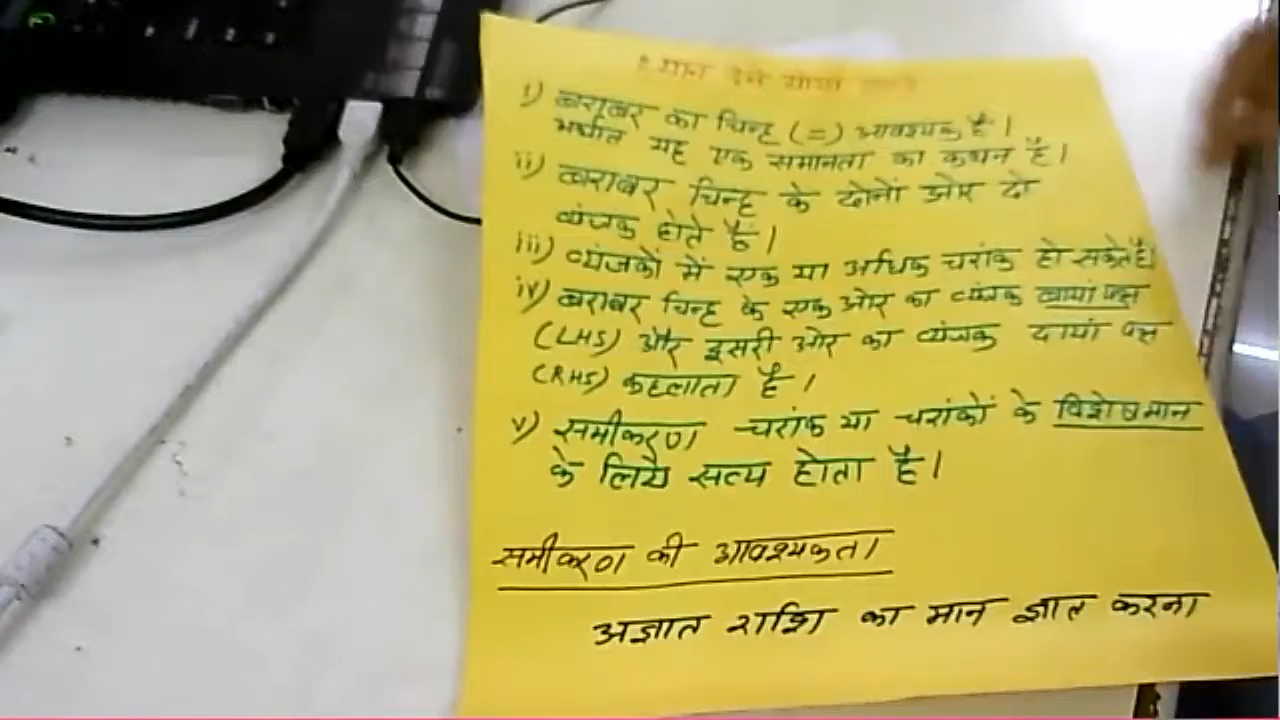 ध्यान देने योग्य बातें
i) बराबर का चिन्ह (=) आवश्यक है।
अर्थात यह एक समानता का कथन है।
ii) बराबर चिन्ह के दोनों ओर दो
व्यंजक होते हैं।
iii) व्यंजकों में एक या अधिक चरांक हो सकते है।
iv) बराबर चिन्ह के एक ओर का व्यंजक बायां पक्ष
(LHS) और दूसरी ओर का व्यंजक दायां पक्ष
(RHS) कहलाता है।
v) समीकरण चरांक या चरांकों के विशेषमान
के लिये सत्य होता है।
समीकरण की आवश्यकता
अज्ञात राशि का मान ज्ञात करना